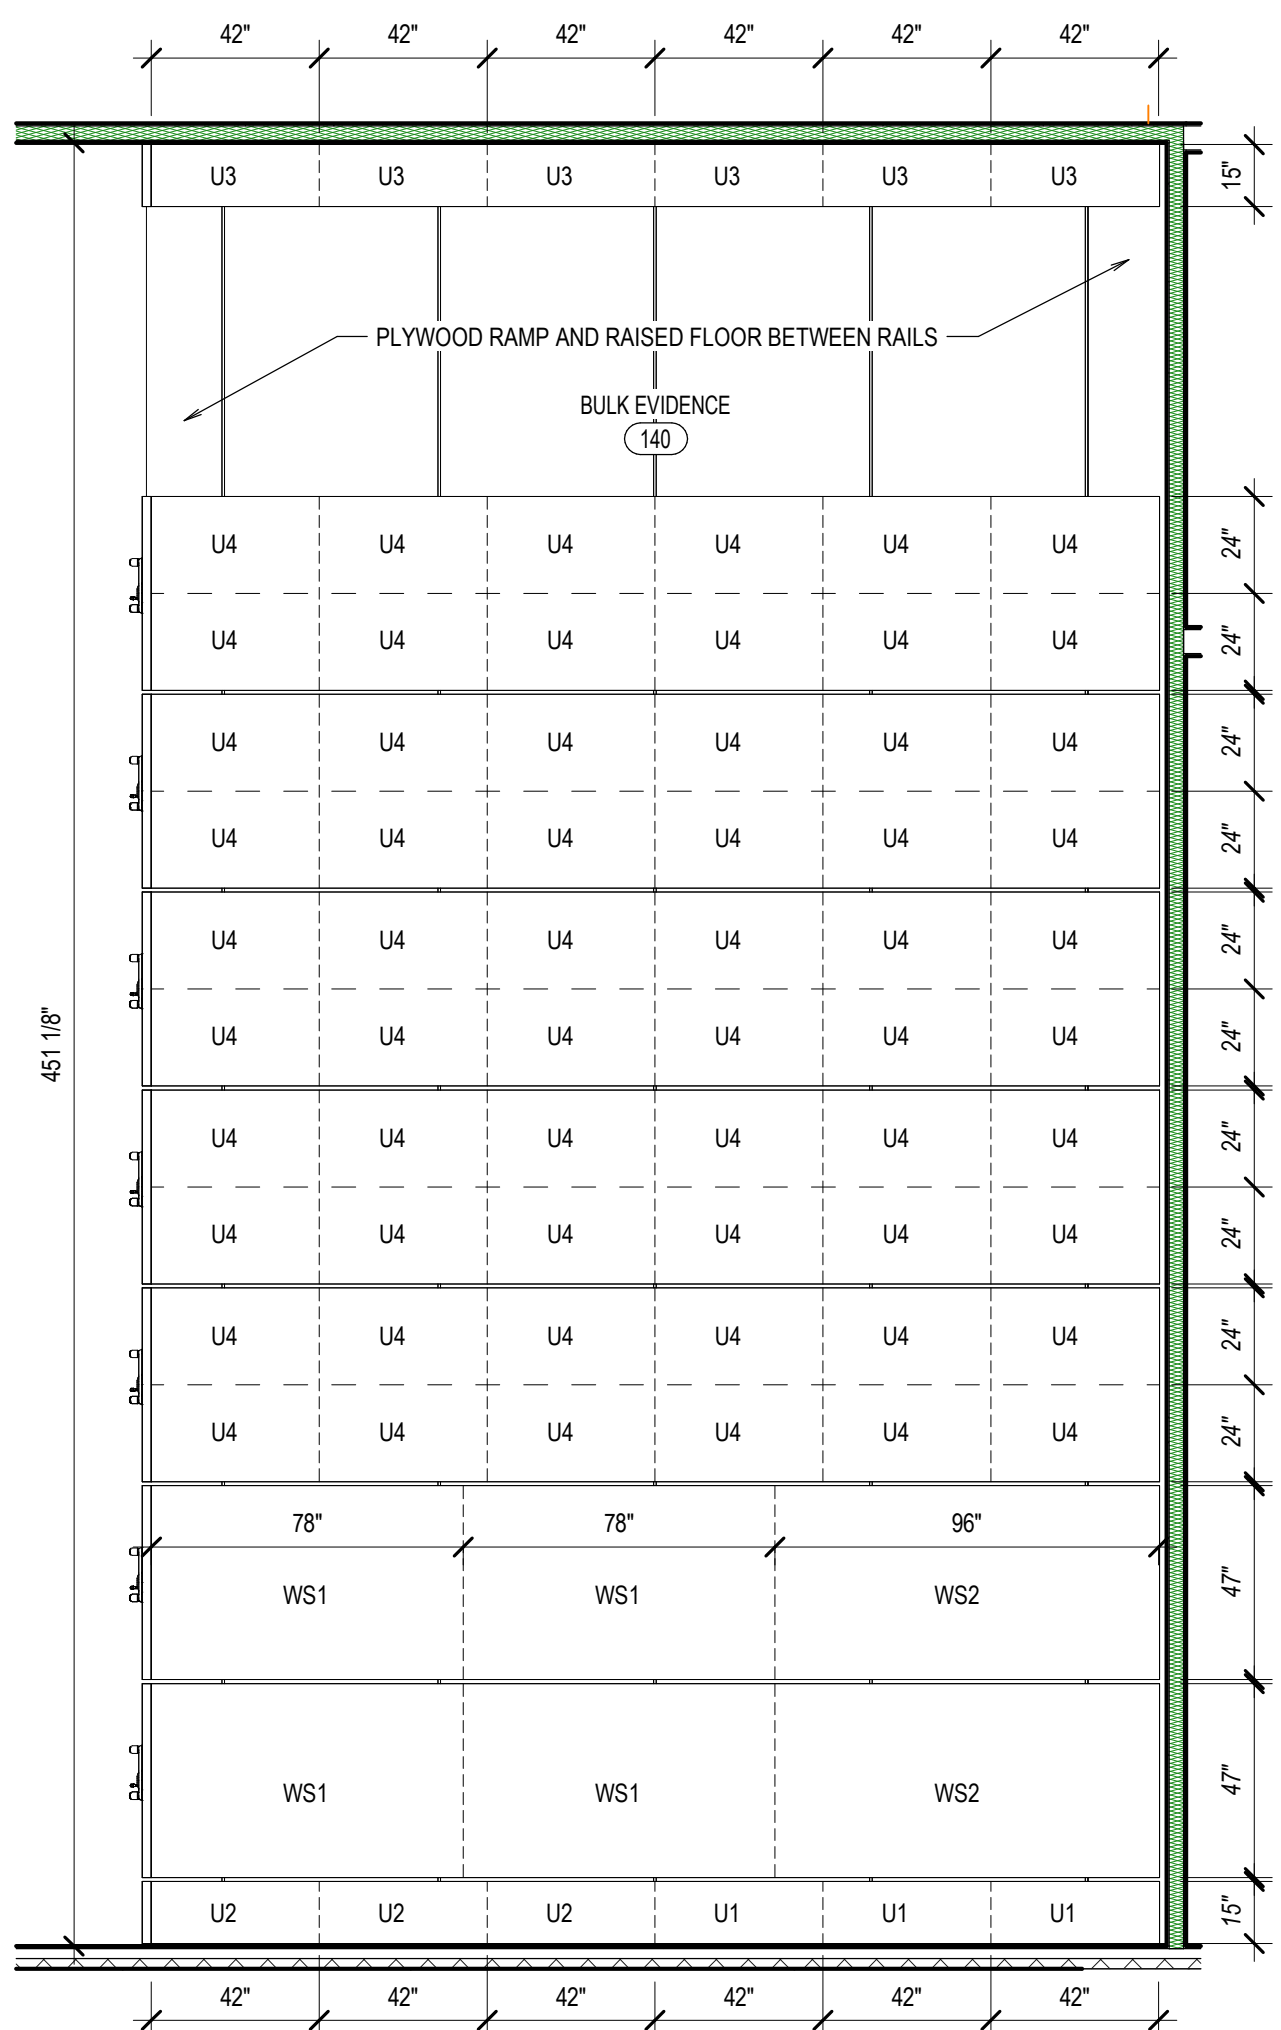 42" 42" 42" 42" 42" 42"
U3 U3 U3 U3 U3 U3 15"
PLYWOOD RAMP AND RAISED FLOOR BETWEEN RAILS
BULK EVIDENCE
140
U4 U4 U4 U4 U4 U4 24"
U4 U4 U4 U4 U4 U4 24"
U4 U4 U4 U4 U4 U4 24"
U4 U4 U4 U4 U4 U4 24"
U4 U4 U4 U4 U4 U4 24"
U4 U4 U4 U4 U4 U4 24"
451 1/8"
U4 U4 U4 U4 U4 U4 24"
U4 U4 U4 U4 U4 U4 24"
U4 U4 U4 U4 U4 U4 24"
U4 U4 U4 U4 U4 U4 24"
78" 78" 96"
WS1 WS1 WS2 47"
WS1 WS1 WS2 47"
U2 U2 U2 U1 U1 U1 15"
42" 42" 42" 42" 42" 42"